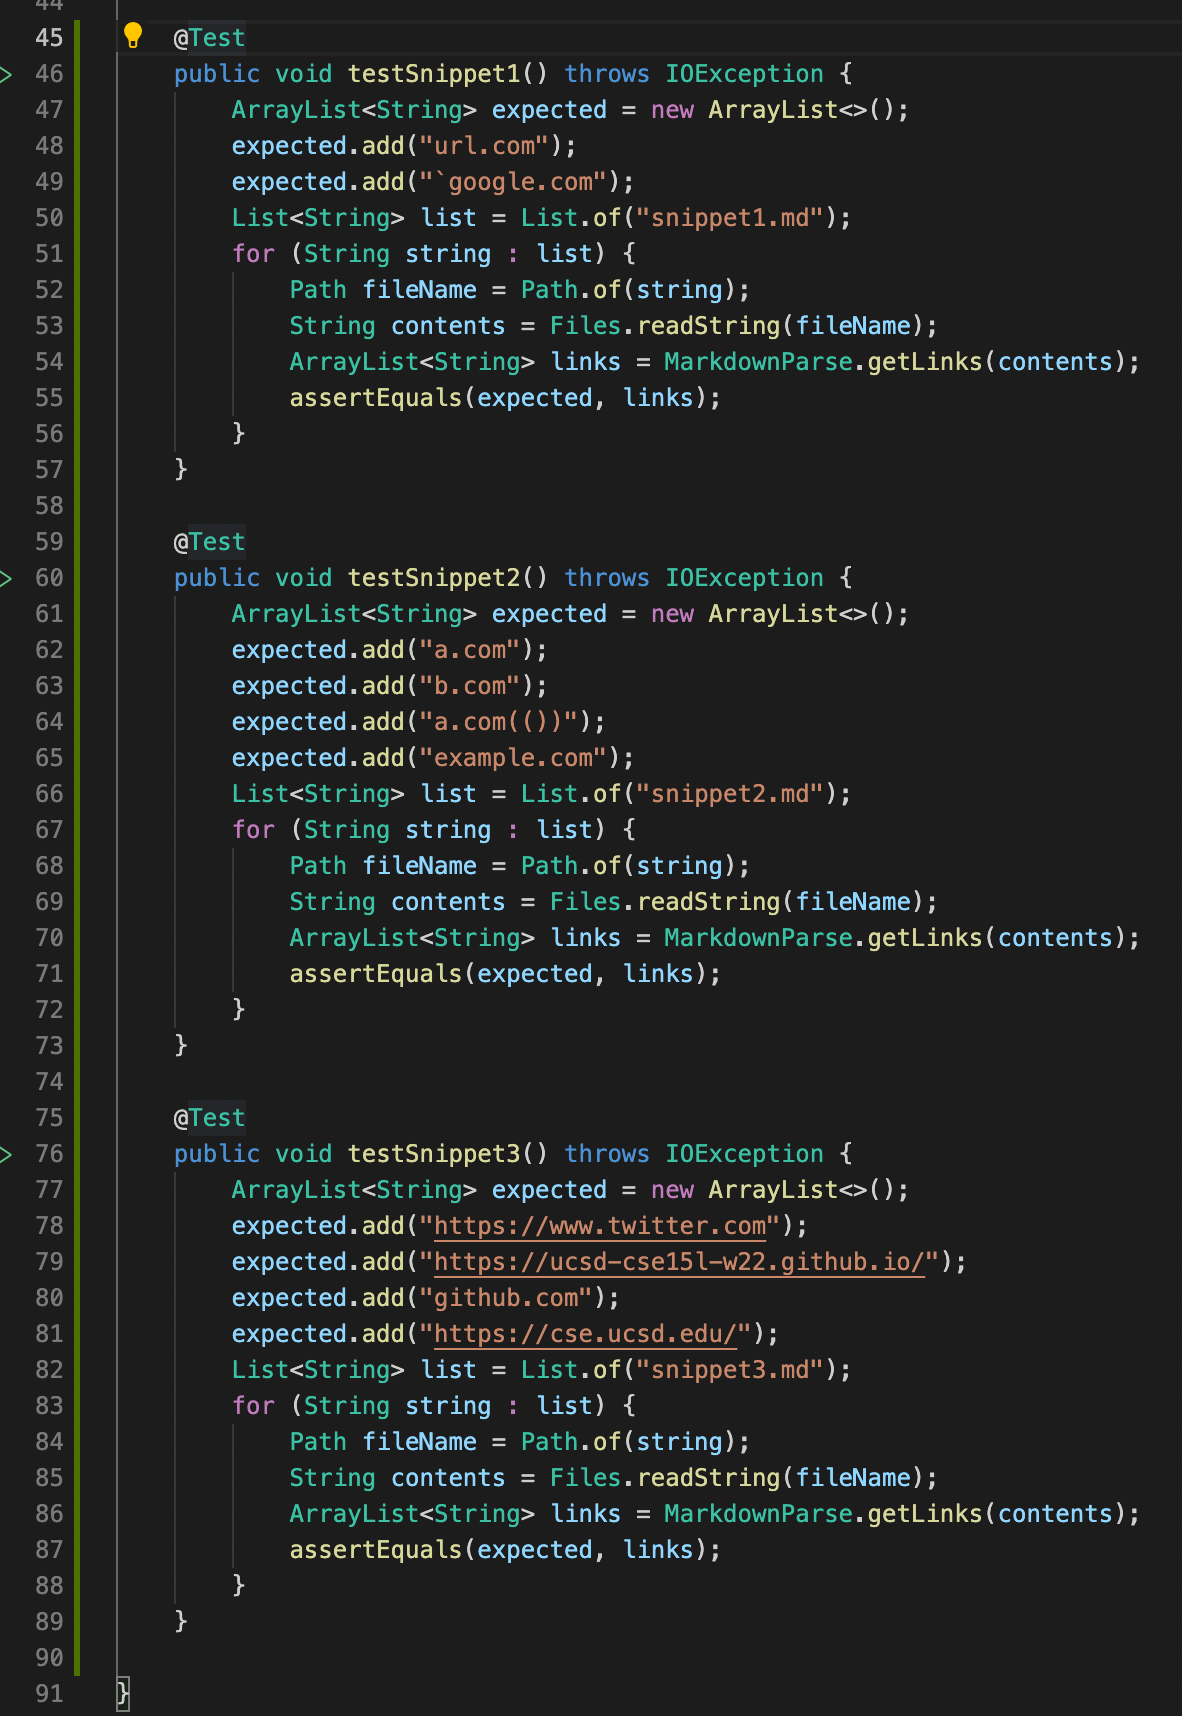 44
45 @Test
46 public void testSnippet1() throws IOException {
47 ArrayList<String> expected = new ArrayList<>();
48 expected.add("url.com");
49 expected.add("`google.com");
50 List<String> list = List.of("snippet1.md");
51 for (String string : list) {
52 Path fileName = Path.of(string);
53 String contents = Files.readString(fileName);
54 ArrayList<String> links = MarkdownParse.getLinks(contents);
55 assertEquals(expected, links);
56 }
57 }
58
59 @Test
60 public void testSnippet2() throws IOException {
61 ArrayList<String> expected = new ArrayList<>();
62 expected.add("a.com");
63 expected.add("b.com");
64 expected.add("a.com(())");
65 expected.add("example.com");
66 List<String> list = List.of("snippet2.md");
67 for (String string : list) {
68 Path fileName = Path.of(string);
69 String contents = Files.readString(fileName);
70 ArrayList<String> links = MarkdownParse.getLinks(contents);
71 assertEquals(expected, links);
72 }
73 }
74
75 @Test
76 public void testSnippet3() throws IOException {
77 ArrayList<String> expected = new ArrayList<>();
78 expected.add("https://www.twitter.com");
79 expected.add("https://ucsd-cse15l-w22.github.io/");
80 expected.add("github.com");
81 expected.add("https://cse.ucsd.edu/");
82 List<String> list = List.of("snippet3.md");
83 for (String string : list) {
84 Path fileName = Path.of(string);
85 String contents = Files.readString(fileName);
86 ArrayList<String> links = MarkdownParse.getLinks(contents);
87 assertEquals(expected, links);
88 }
89 }
90
91 }